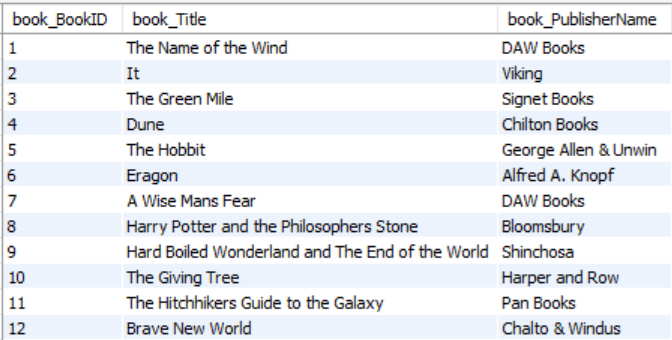 book_BookID book_Title book_PublisherName
1 The Name of the Wind DAW Books
2 It Viking
3 The Green Mile Signet Books
4 Dune Chilton Books
5 The Hobbit George Allen & Unwin
6 Eragon Alfred A. Knopf
7 A Wise Mans Fear DAW Books
8 Harry Potter and the Philosophers Stone Bloomsbury
9 Hard Boiled Wonderland and The End of the World Shinchosa
10 The Giving Tree Harper and Row
11 The Hitchhikers Guide to the Galaxy Pan Books
12 Brave New World Chalto & Windus